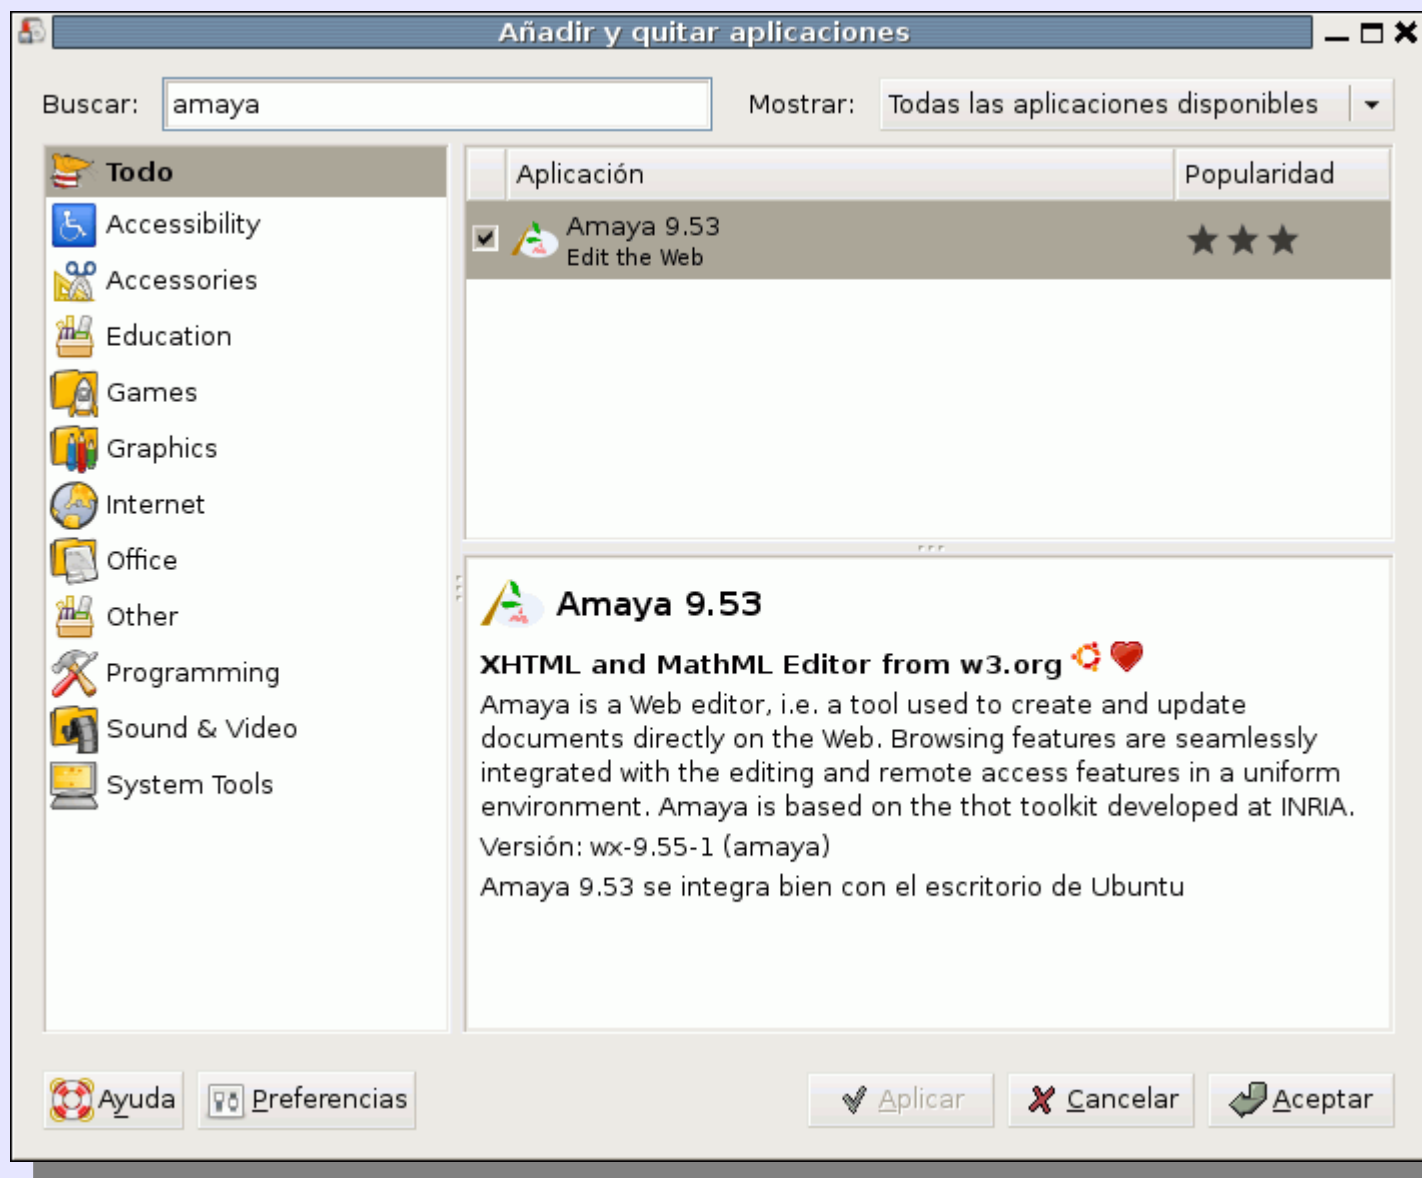 Añadir y quitar aplicaciones
Buscar: amaya Mostrar: Todas las aplicaciones disponibles
Todo
Accessibility
Accessories
Education
Games
Graphics
Internet
Office
Other
Programming
Sound & Video
System Tools
Aplicación Popularidad
Amaya 9.53
Edit the Web
Amaya 9.53
XHTML and MathML Editor from w3.org
Amaya is a Web editor, i.e. a tool used to create and update
documents directly on the Web. Browsing features are seamlessly
integrated with the editing and remote access features in a uniform
environment. Amaya is based on the thot toolkit developed at INRIA.
Versión: wx-9.55-1 (amaya)
Amaya 9.53 se integra bien con el escritorio de Ubuntu
Ayuda Preferencias Aplicar Cancelar Aceptar